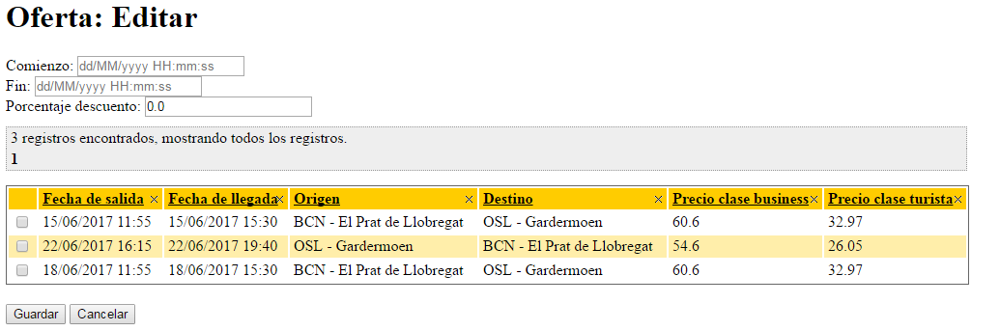 Oferta: Editar
Comienzo: dd/MM/yyyy HH:mm:ss
Fin: dd/MM/yyyy HH:mm:ss
Porcentaje descuento: 0.0
3 registros encontrados, mostrando todos los registros.
1
Fecha de salida Fecha de llegada Origen Destino Precio clase business Precio clase turista
15/06/2017 11:55 15/06/2017 15:30 BCN - El Prat de Llobregat OSL - Gardermoen 60.6 32.97
22/06/2017 16:15 22/06/2017 19:40 OSL - Gardermoen BCN - El Prat de Llobregat 54.6 26.05
18/06/2017 11:55 18/06/2017 15:30 BCN - El Prat de Llobregat OSL - Gardermoen 60.6 32.97
Guardar Cancelar